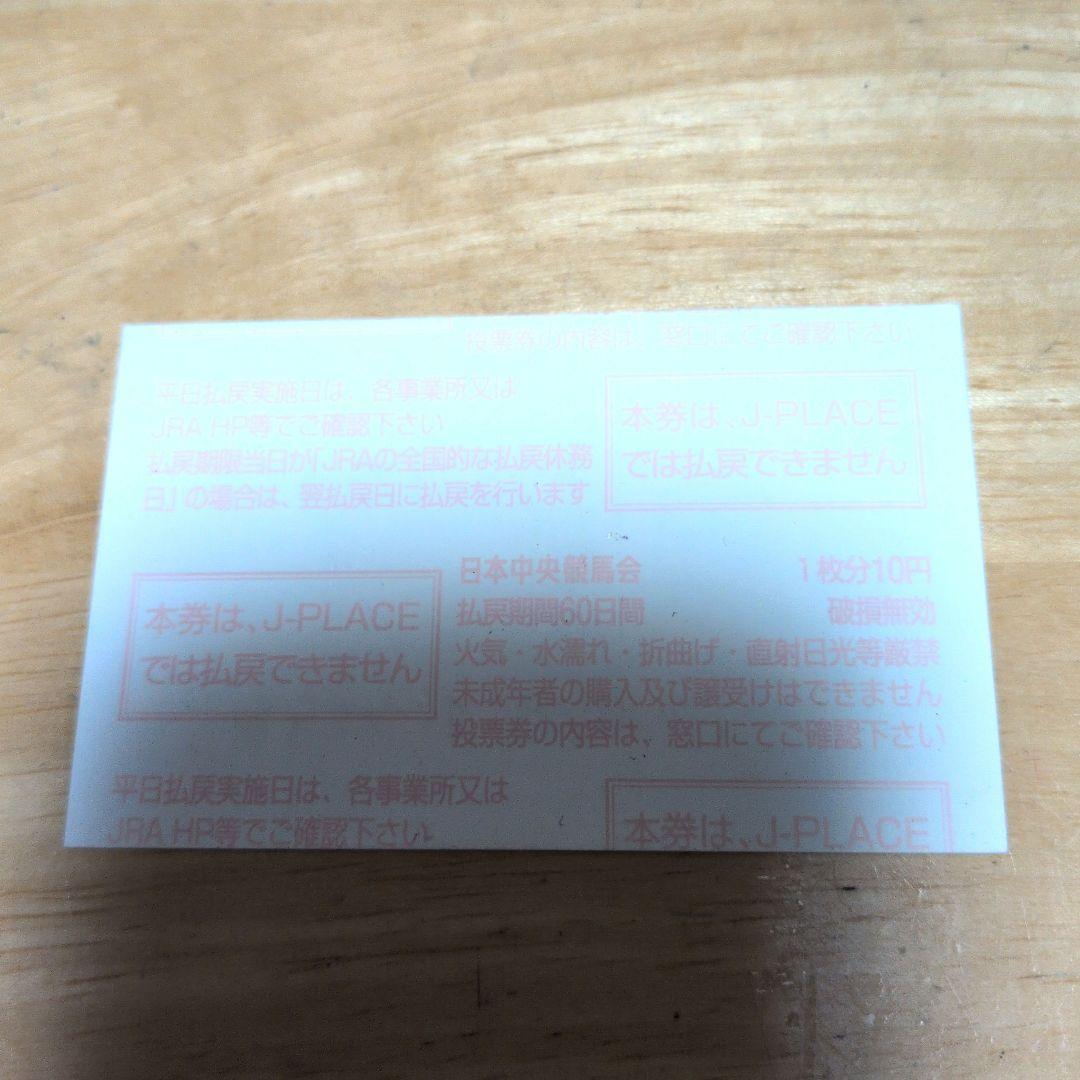 投票券の内容は、窓口にてご確認下さい
平日払戻実施日は、各事業所又は
JRA HP等でご確認下さい
払戻期限当日が「JRAの全国的な払戻休務
日」の場合は、翌払戻日に払戻を行います
本券は、J-PLACE
では払戻できません
本券は、J-PLACE
では払戻できません
日本中央競馬会 1枚分10円
払戻期間60日間 破損無効
火気・水濡れ・折曲げ・直射日光等厳禁
未成年者の購入及び譲受けはできません
投票券の内容は、窓口にてご確認下さい
平日払戻実施日は、各事業所又は
JRA HP等でご確認下さい
本券は、J-PLACE